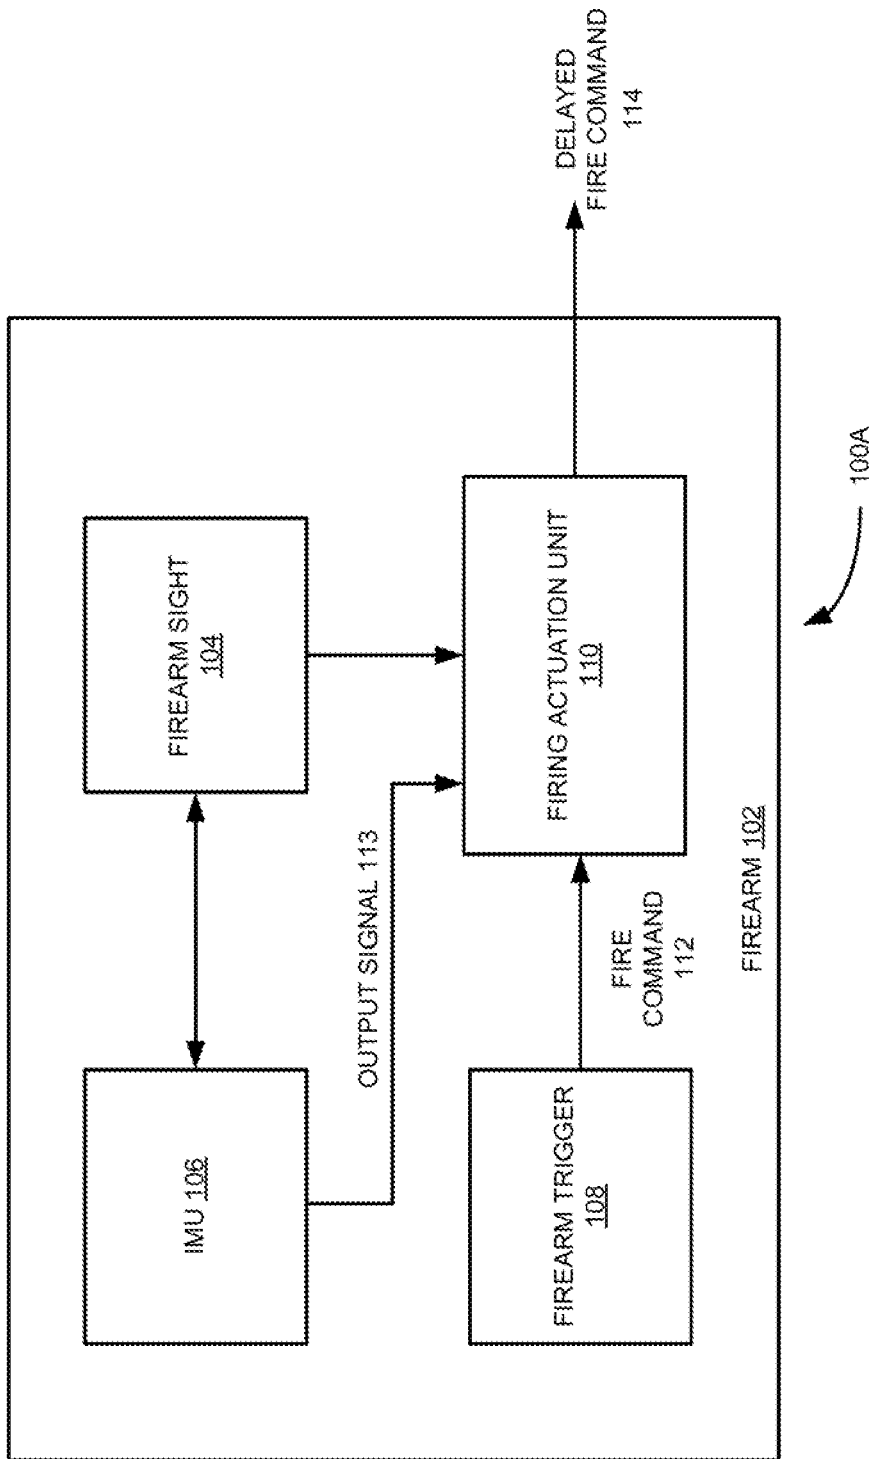 IMU 106
FIREARM SIGHT
104
OUTPUT SIGNAL 113
FIREARM TRIGGER
108
FIRE
COMMAND
112
FIRING ACTUATION UNIT
110
DELAYED
FIRE COMMAND
114
FIREARM 102
100A